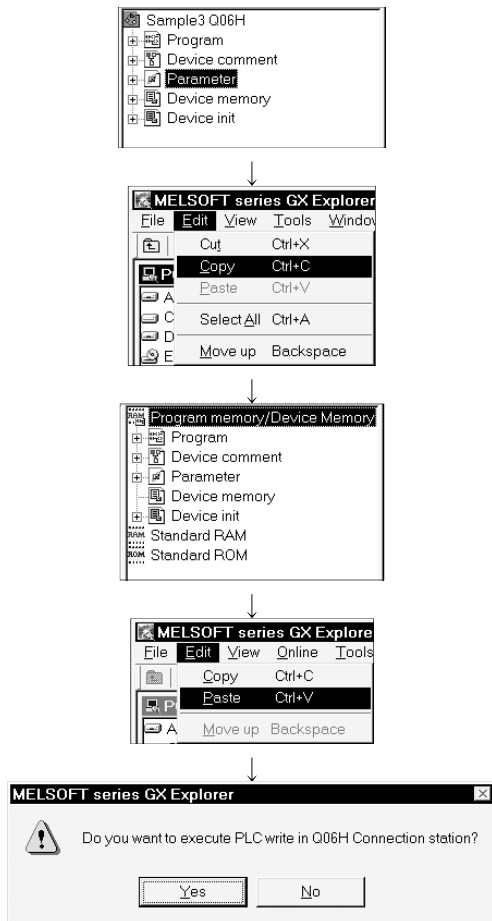 Sample3 Q06H
Program
Device comment
Parameter
Device memory
Device init
MELSOFT series GX Explorer
File Edit View Tools Window
Cut Ctrl+X
Copy Ctrl+C
Paste Ctrl+V
Select All Ctrl+A
Move up Backspace
A
C
D
E
Program memory/Device Memory
Program
Device comment
Parameter
Device memory
Device init
Standard RAM
Standard ROM
MELSOFT series GX Explore
File Edit View Online Tools
Copy Ctrl+C
Paste Ctrl+V
A Move up Backspace
MELSOFT series GX Explorer
Do you want to execute PLC write in Q06H Connection station?
Yes No